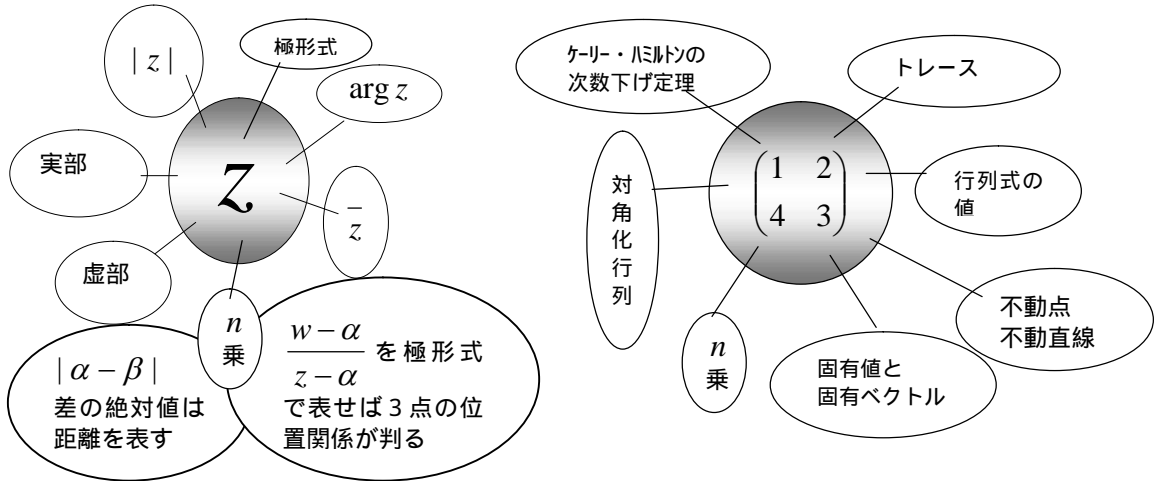 | z |
極形式
arg z
実部
z
z̅
虚部
n
乗
| α − β |
差の絶対値は
距離を表す
w − α
z − α
を極形式
で表せば３点の位
置関係が判る
ｹｰﾘｰ・ﾊﾐﾙﾄﾝの
次数下げ定理
トレース
対
角
化
行
列
1 2
4 3
行列式の
値
不動点
不動直線
固有値と
固有ベクトル
n
乗